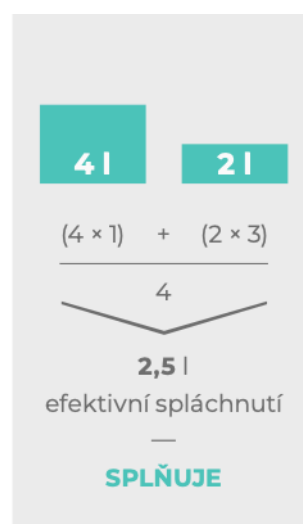 4 l 2 l
(4 × 1) + (2 × 3)
4
2,5 l
efektivní spláchnutí
—
SPLŇUJE